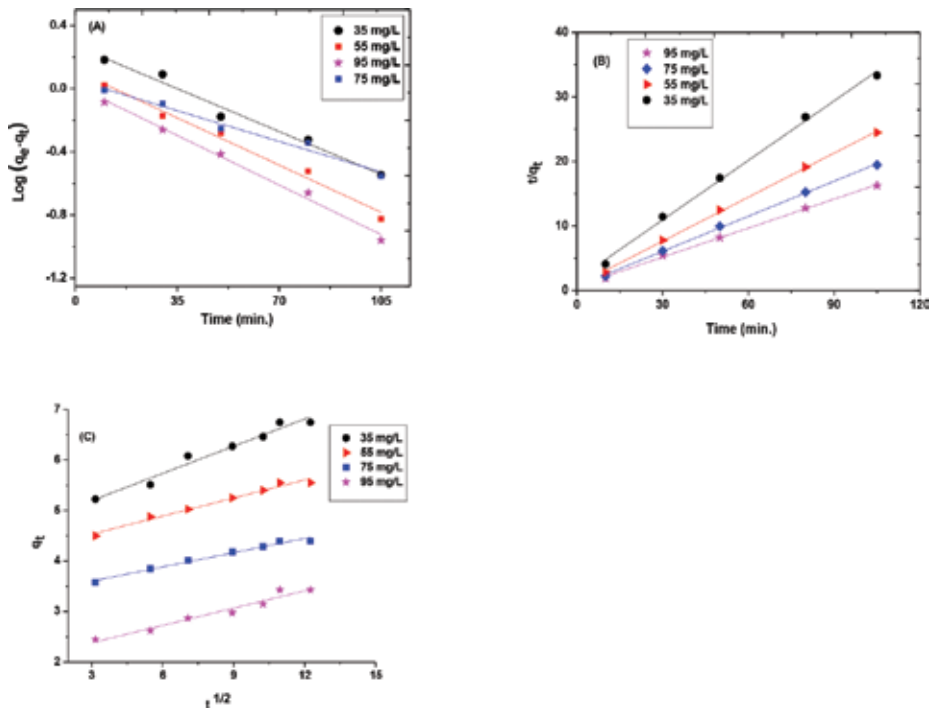 (A)
35 mg/L
55 mg/L
95 mg/L
75 mg/L
0.4
0.0
-0.4
-0.8
-1.2
Log (qe-qt)
0 35 70 105
Time (min.)
(B)
95 mg/L
75 mg/L
55 mg/L
35 mg/L
40
30
20
10
0
t/qt
0 30 60 90 120
Time (min.)
(C)
35 mg/L
55 mg/L
75 mg/L
95 mg/L
7
6
5
4
3
2
qt
3 6 9 12 15
t 1/2